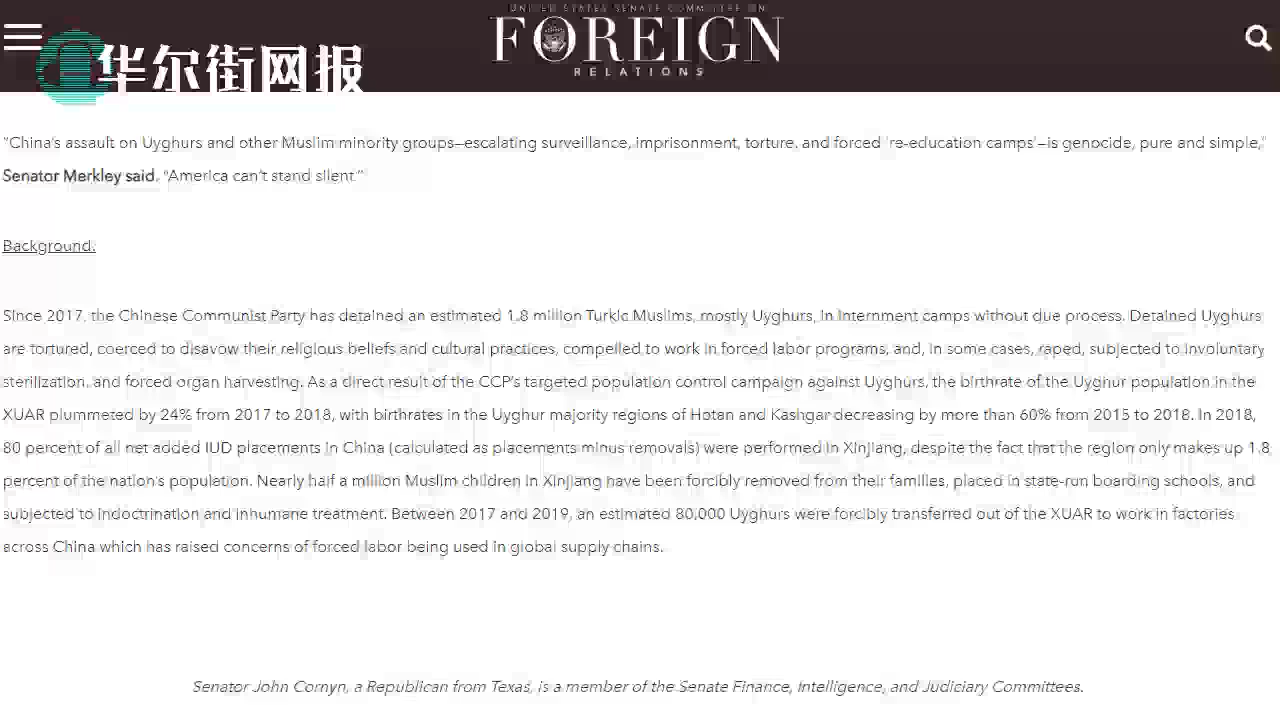 UNITED STATES SENATE COMMITTEE ON
FOREIGN
RELATIONS
华尔街网报
“China’s assault on Uyghurs and other Muslim minority groups—escalating surveillance, imprisonment, torture, and forced ‘re-education camps’—is genocide, pure and simple,”
Senator Merkley said. “America can’t stand silent.”
Background:
Since 2017, the Chinese Communist Party has detained an estimated 1.8 million Turkic Muslims, mostly Uyghurs, in internment camps without due process. Detained Uyghurs
are tortured, coerced to disavow their religious beliefs and cultural practices, compelled to work in forced labor programs, and, in some cases, raped, subjected to involuntary
sterilization, and forced organ harvesting. As a direct result of the CCP’s targeted population control campaign against Uyghurs, the birthrate of the Uyghur population in the
XUAR plummeted by 24% from 2017 to 2018, with birthrates in the Uyghur majority regions of Hotan and Kashgar decreasing by more than 60% from 2015 to 2018. In 2018,
80 percent of all net added IUD placements in China (calculated as placements minus removals) were performed in Xinjiang, despite the fact that the region only makes up 1.8
percent of the nation’s population. Nearly half a million Muslim children in Xinjiang have been forcibly removed from their families, placed in state-run boarding schools, and
subjected to indoctrination and inhumane treatment. Between 2017 and 2019, an estimated 80,000 Uyghurs were forcibly transferred out of the XUAR to work in factories
across China which has raised concerns of forced labor being used in global supply chains.
Senator John Cornyn, a Republican from Texas, is a member of the Senate Finance, Intelligence, and Judiciary Committees.